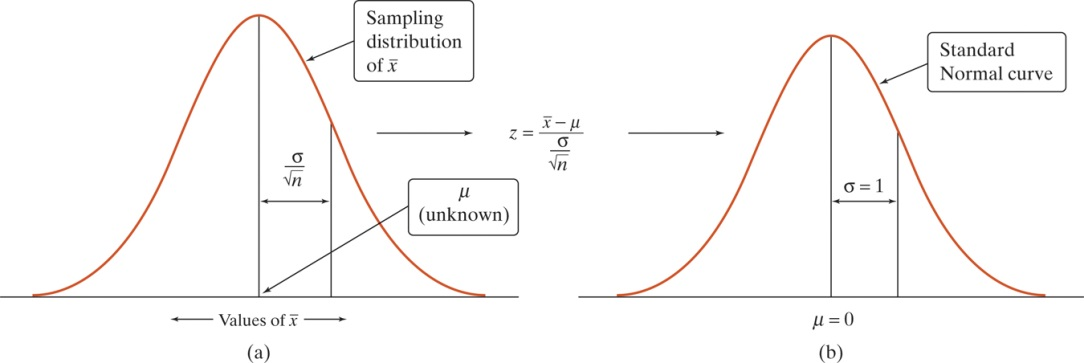 Sampling
distribution
of x̄
σ
√n
μ
(unknown)
Values of x̄
(a)
z = x̄ − μ
σ
√n
Standard
Normal curve
σ = 1
μ = 0
(b)